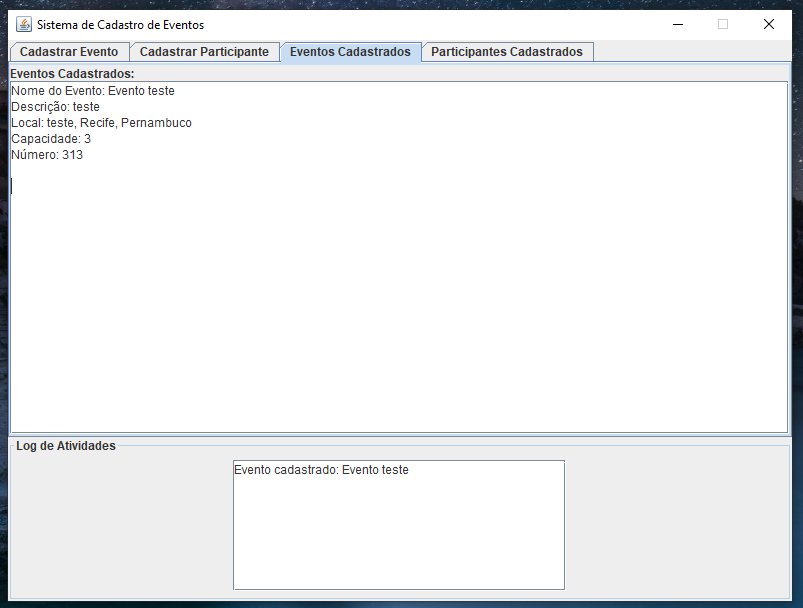 Sistema de Cadastro de Eventos
Cadastrar Evento
Cadastrar Participante
Eventos Cadastrados
Participantes Cadastrados
Eventos Cadastrados:
Nome do Evento: Evento teste
Descrição: teste
Local: teste, Recife, Pernambuco
Capacidade: 3
Número: 313
Log de Atividades
Evento cadastrado: Evento teste